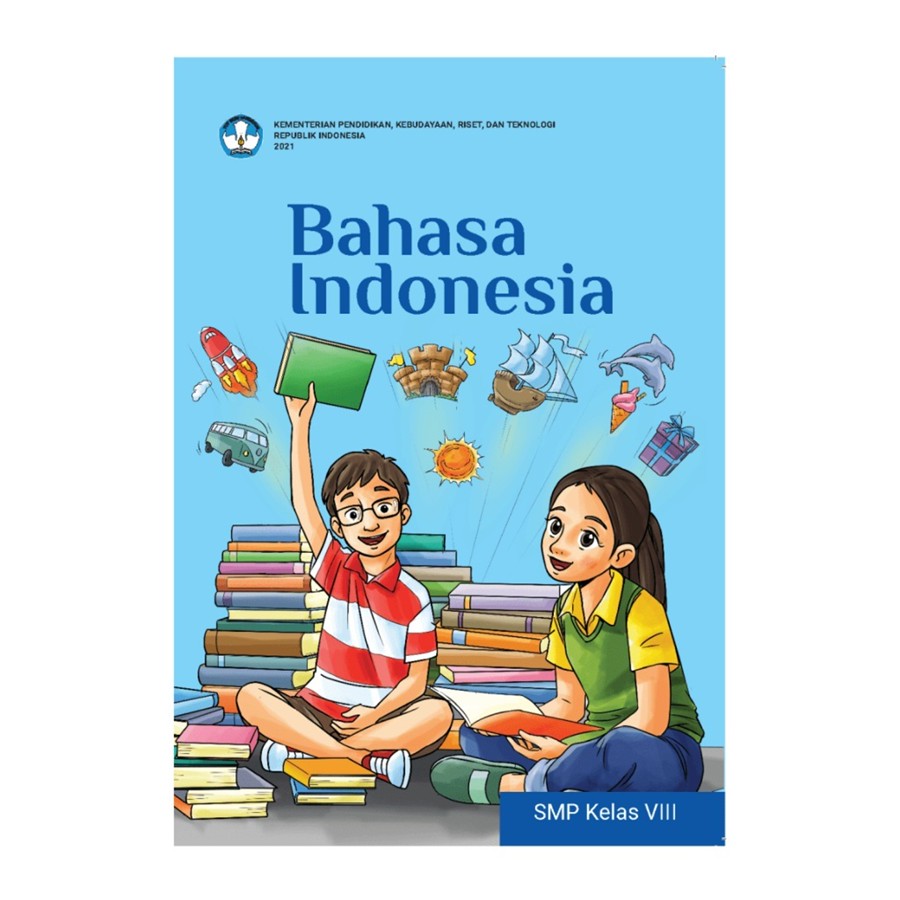 KEMENTERIAN PENDIDIKAN, KEBUDAYAAN, RISET, DAN TEKNOLOGI
REPUBLIK INDONESIA
2021
Bahasa
Indonesia
SMP Kelas VIII